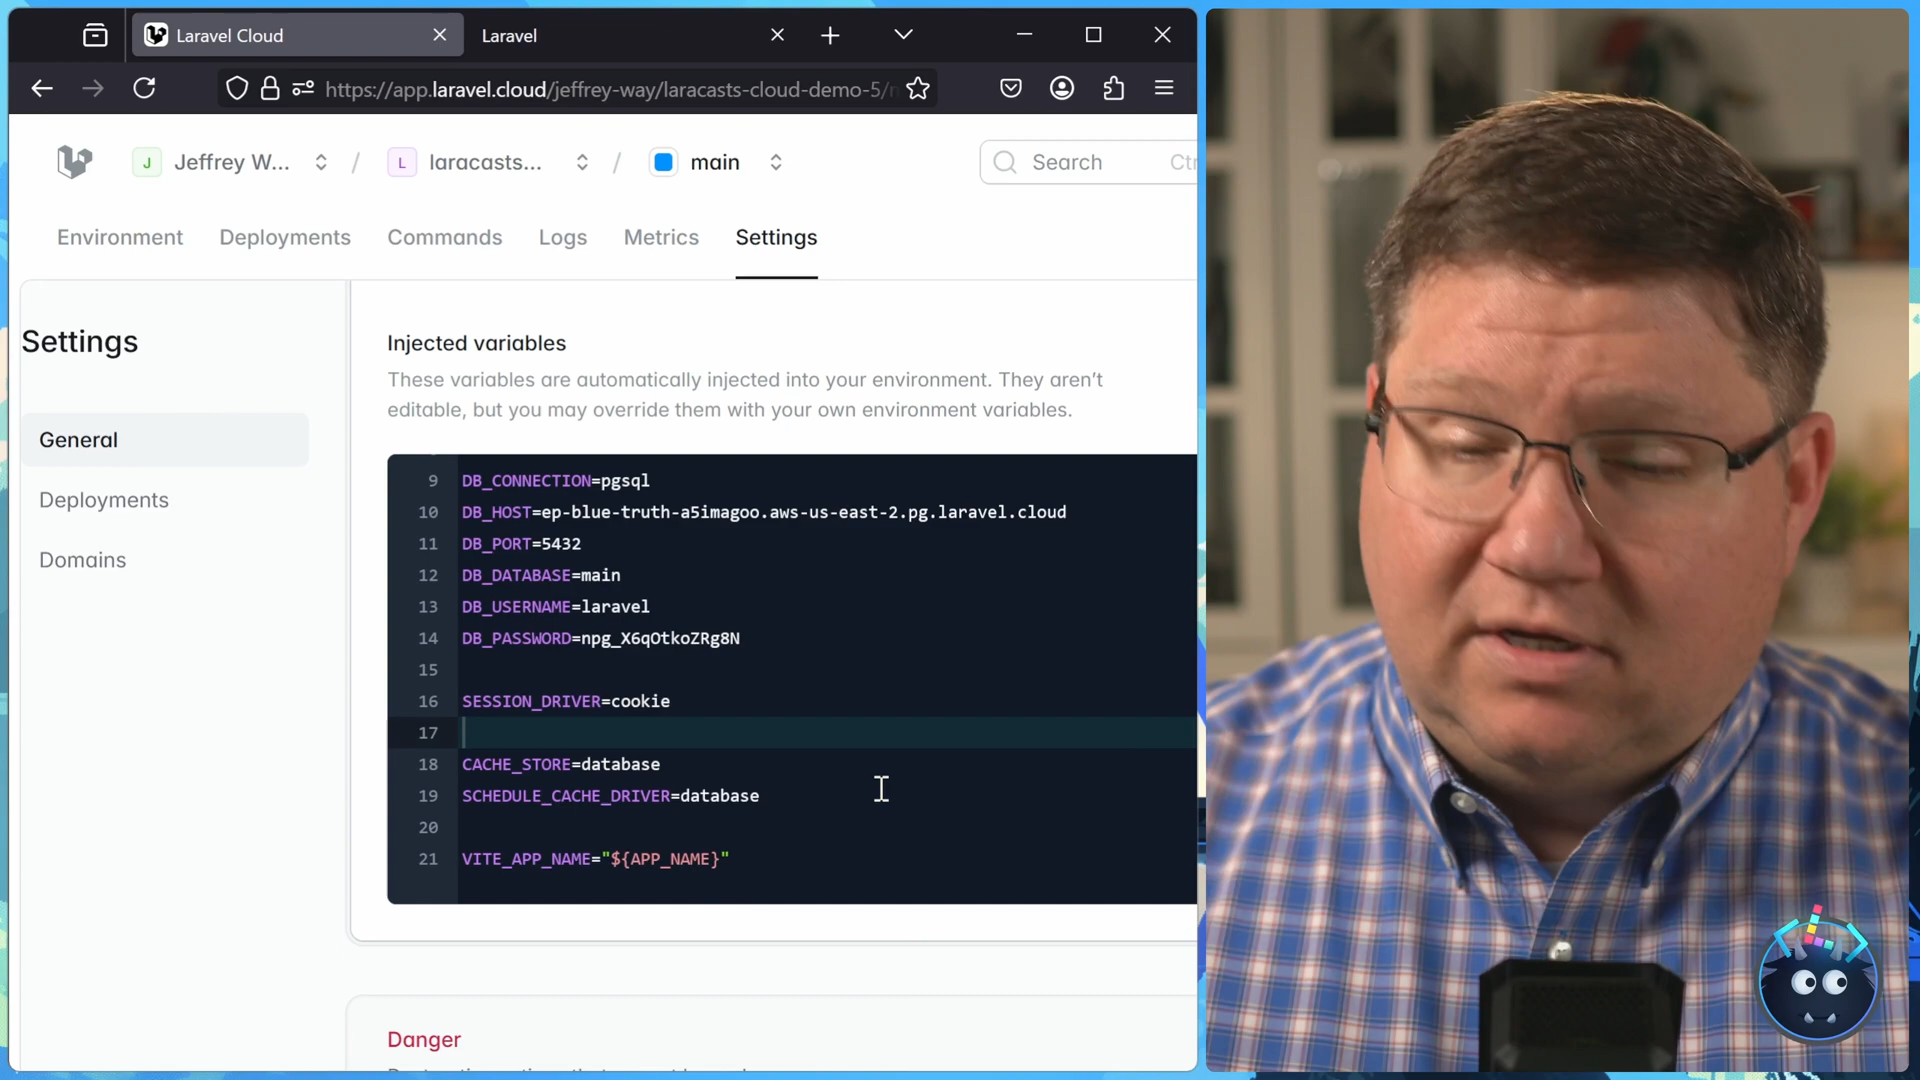 Laravel Cloud
Laravel
https://app.laravel.cloud/jeffrey-way/laracasts-cloud-demo-5/
J Jeffrey W... / L laracasts... / main
Search
Environment Deployments Commands Logs Metrics Settings
Settings
General
Deployments
Domains
Injected variables
These variables are automatically injected into your environment. They aren't
editable, but you may override them with your own environment variables.
9 DB_CONNECTION=pgsql
10 DB_HOST=ep-blue-truth-a5imagoo.aws-us-east-2.pg.laravel.cloud
11 DB_PORT=5432
12 DB_DATABASE=main
13 DB_USERNAME=laravel
14 DB_PASSWORD=npg_X6qOtkoZRg8N
15
16 SESSION_DRIVER=cookie
17
18 CACHE_STORE=database
19 SCHEDULE_CACHE_DRIVER=database
20
21 VITE_APP_NAME="${APP_NAME}"
Danger